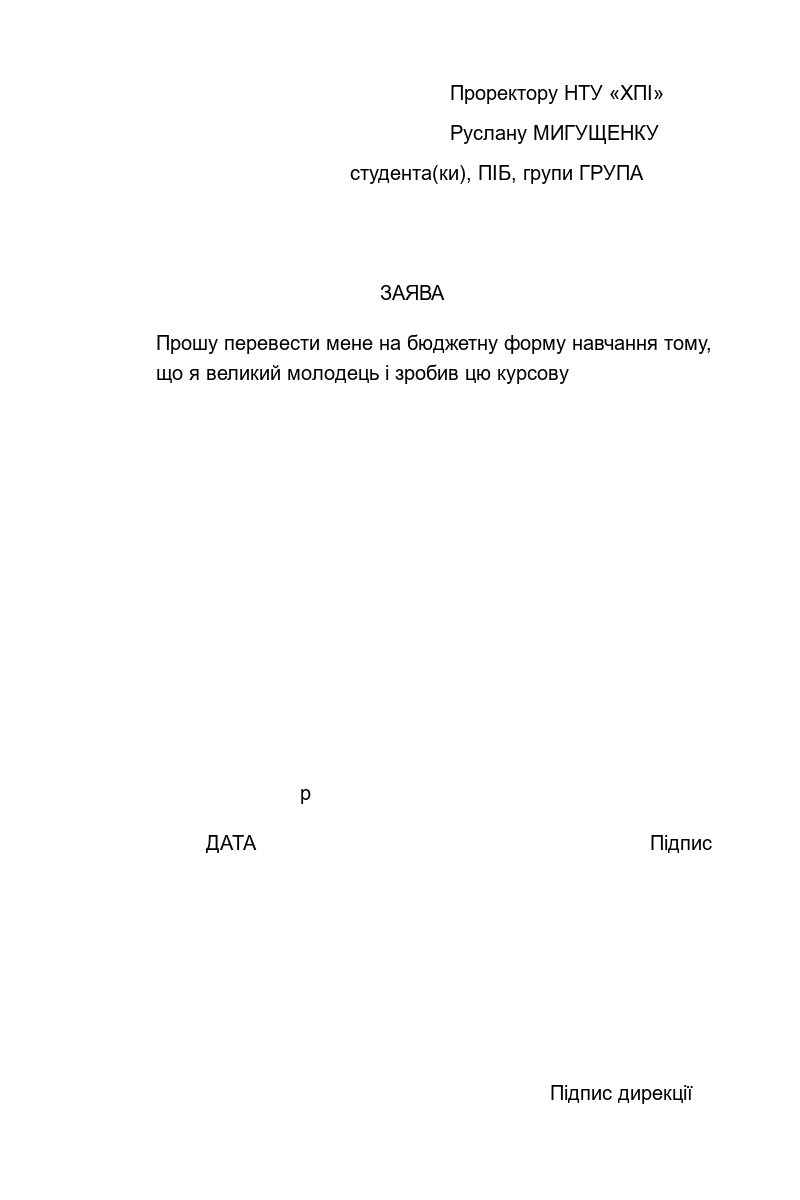 Проректору НТУ «ХПІ»
Руслану МИГУЩЕНКУ
студента(ки), ПІБ, групи ГРУПА
ЗАЯВА
Прошу перевести мене на бюджетну форму навчання тому,
що я великий молодець і зробив цю курсову
р
ДАТА Підпис
Підпис дирекції